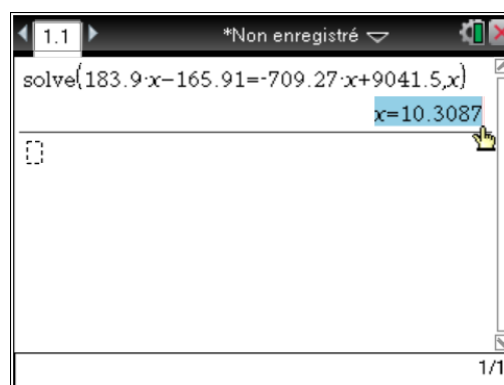 1.1
*Non enregistré
solve(183.9·x−165.91=-709.27·x+9041.5,x)
x=10.3087
1/1